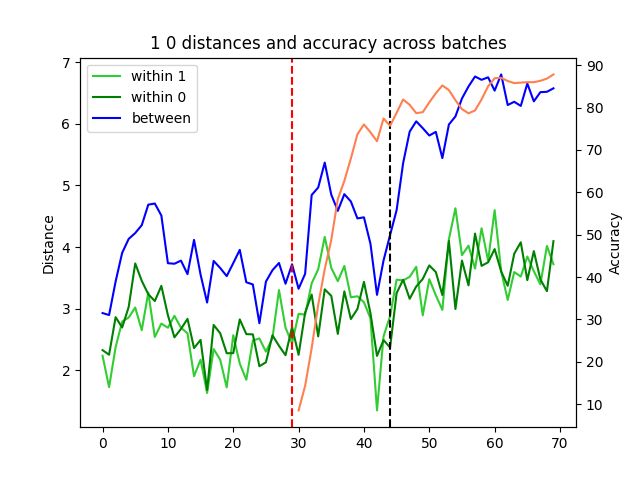 1 0 distances and accuracy across batches
within 1
within 0
between
7
6
5
4
3
2
Distance
90
80
70
60
50
40
30
20
10
Accuracy
0 10 20 30 40 50 60 70